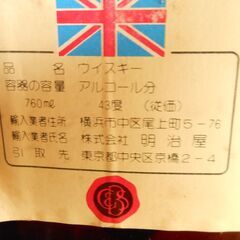 品名 ウイスキー
容器の容量 アルコール分
760ml 43度 (従価)
輸入業者住所 横浜市中区尾上町5-76
輸入業者氏名 株式会社 明治屋
引取先 東京都中央区京橋2-4